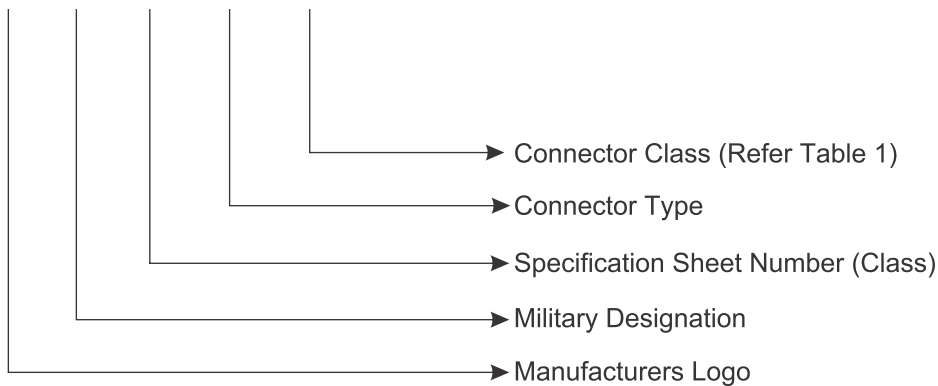 Connector Class (Refer Table 1)
Connector Type
Specification Sheet Number (Class)
Military Designation
Manufacturers Logo